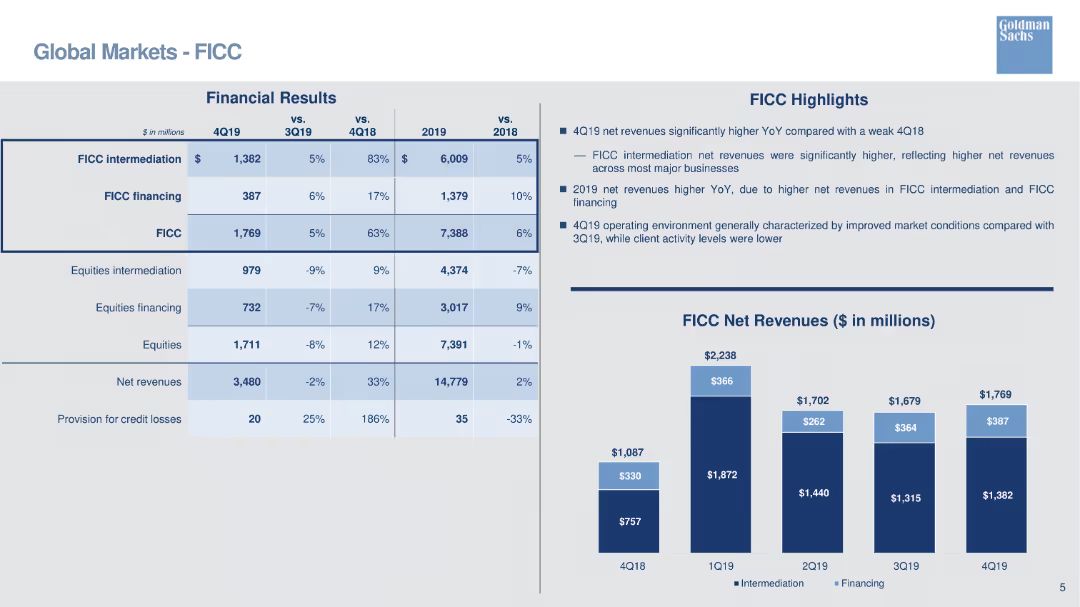 Global Markets - FICC
Goldman
Sachs
Financial Results
$ in millions 4Q19 vs. 3Q19 vs. 4Q18 2019 vs. 2018
FICC intermediation $ 1,382 5% 83% $ 6,009 5%
FICC financing 387 6% 17% 1,379 10%
FICC 1,769 5% 63% 7,388 6%
Equities intermediation 979 -9% 9% 4,374 -7%
Equities financing 732 -7% 17% 3,017 9%
Equities 1,711 -8% 12% 7,391 -1%
Net revenues 3,480 -2% 33% 14,779 2%
Provision for credit losses 20 25% 186% 35 -33%
FICC Highlights
■ 4Q19 net revenues significantly higher YoY compared with a weak 4Q18
— FICC intermediation net revenues were significantly higher, reflecting higher net revenues
across most major businesses
■ 2019 net revenues higher YoY, due to higher net revenues in FICC intermediation and FICC
financing
■ 4Q19 operating environment generally characterized by improved market conditions compared with
3Q19, while client activity levels were lower
FICC Net Revenues ($ in millions)
$1,087 $2,238 $1,702 $1,679 $1,769
$330 $366 $262 $364 $387
$757 $1,872 $1,440 $1,315 $1,382
4Q18 1Q19 2Q19 3Q19 4Q19
■ Intermediation ■ Financing
5